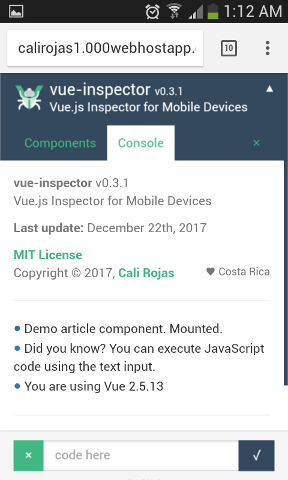 1:12 AM
calirojas1.000webhostapp.
10
vue-inspector v0.3.1
Vue.js Inspector for Mobile Devices
Components
Console
×
vue-inspector v0.3.1
Vue.js Inspector for Mobile Devices
Last update: December 22th, 2017
MIT License
Copyright © 2017, Cali Rojas
Costa Rica
Demo article component. Mounted.
Did you know? You can execute JavaScript
code using the text input.
You are using Vue 2.5.13
× code here √